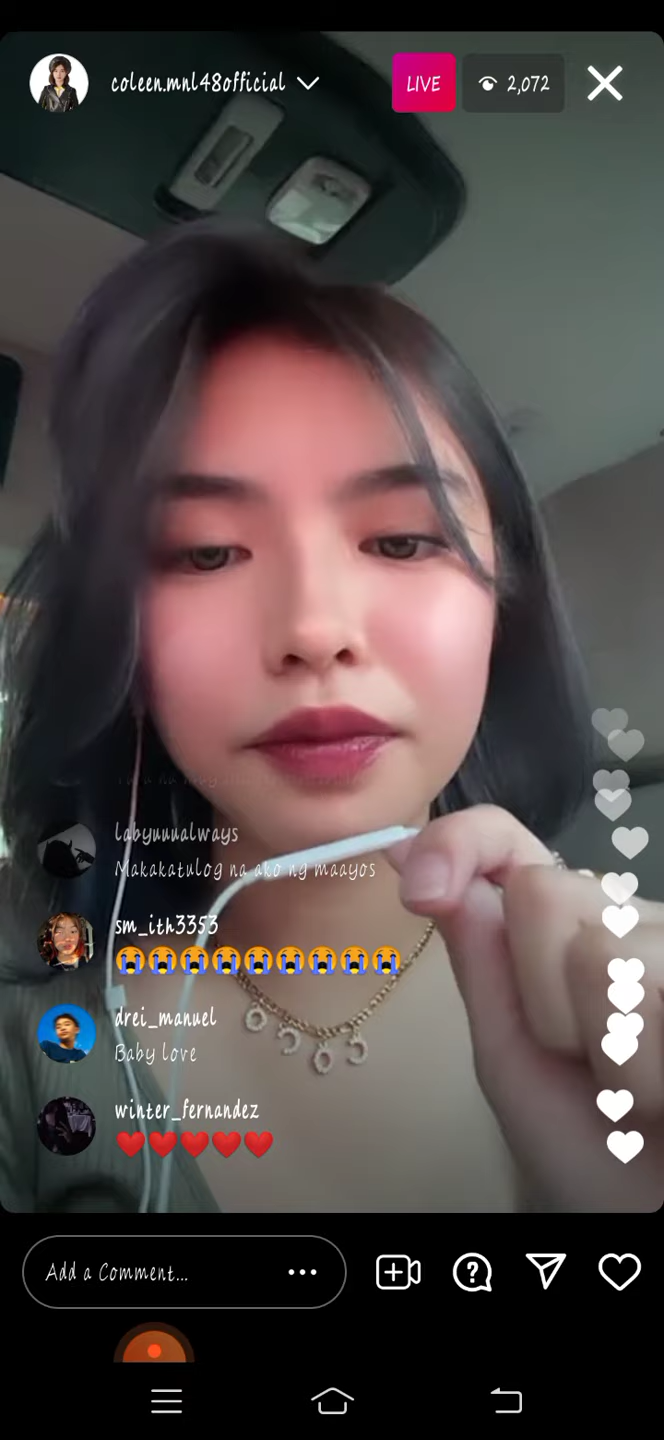 coleen.mnl48official
LIVE
2,072
labyuuualways
Makakatulog na ako ng maayos
sm_ith3353
drei_manuel
Baby love
winter_fernandez
Add a Comment...